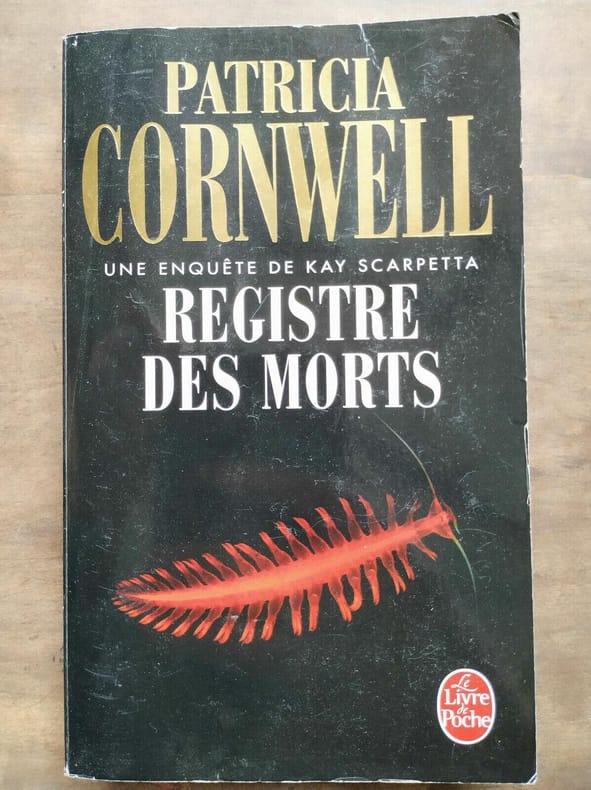 PATRICIA
CORNWELL
UNE ENQUÊTE DE KAY SCARPETTA
REGISTRE
DES MORTS
Le
Livre
de
Poche